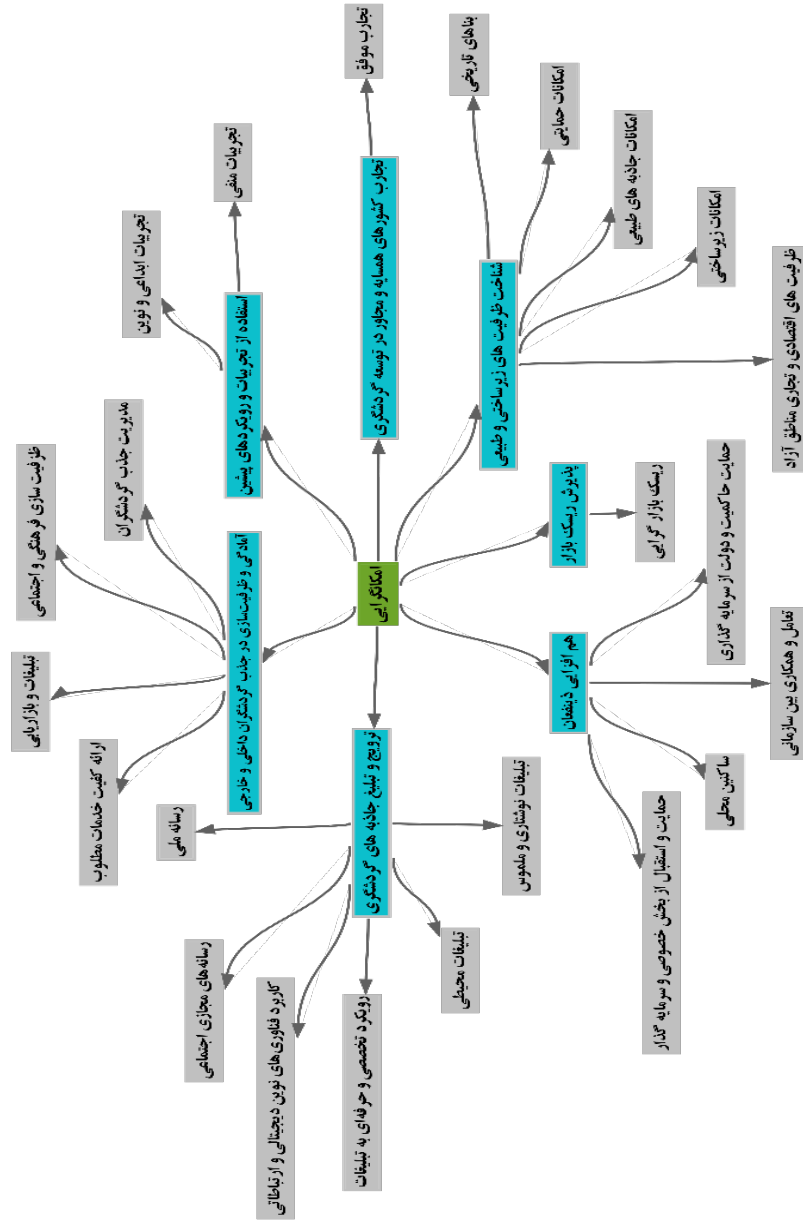 امکانگرایی
تجارب کشورهای همسایه و مجاور در توسعه گردشگری
تجارب موفق
استفاده از تجربیات و رویکردهای پیشین
تجربیات منفی
تجربیات ابداعی و نوین
آمادگی و ظرفیت‌سازی در جذب گردشگران داخلی و خارجی
مدیریت جذب گردشگران
ظرفیت سازی فرهنگی و اجتماعی
تبلیغات و بازاریابی
ارائه کفیت خدمات مطلوب
ترویج و تبلیغ جاذبه های گردشگری
رسانه ملی
رسانه‌های مجازی اجتماعی
کاربرد فناوری‌های نوین دیجیتالی و ارتباطاتی
رویکرد تخصصی و حرفه‌ای به تبلیغات
تبلیغات محیطی
تبلیغات نوشتاری و ملموس
هم افزایی ذینفعان
حمایت و استقبال از بخش خصوصی و سرمایه گذار
ساکنین محلی
تعامل و همکاری بین سازمانی
حمایت حاکمیت و دولت از سرمایه گذاری
پذیرش ریسک بازار
ریسک بازار گرایی
شناخت ظرفیت های زیرساختی و طبیعی
بناهای تاریخی
امکانات حمایتی
امکانات جاذبه های طبیعی
امکانات زیرساختی
ظرفیت های اقتصادی و تجاری مناطق آزاد